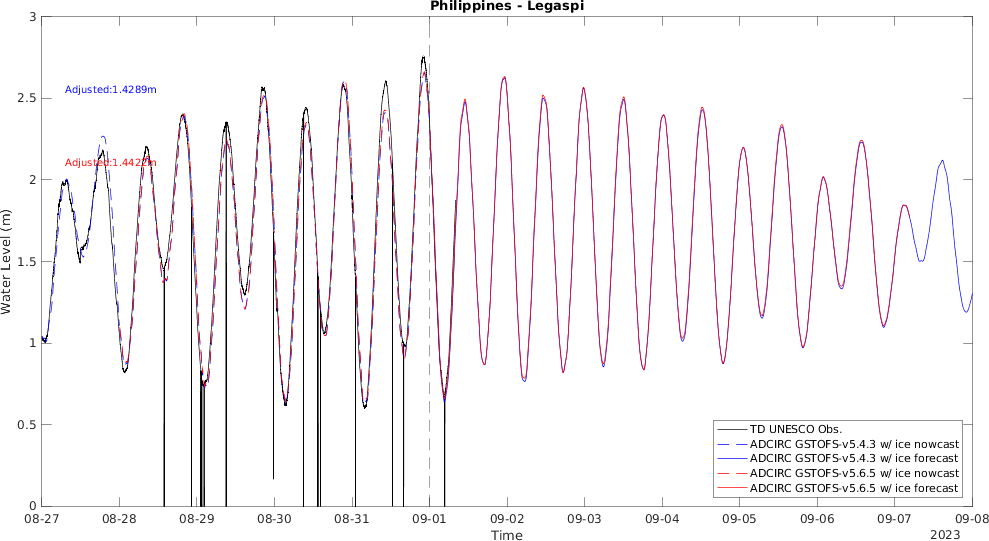 Philippines - Legaspi
3
2.5
2
1.5
1
0.5
0
Water Level (m)
Adjusted:1.4289m
Adjusted:1.4422m
TD UNESCO Obs.
ADCIRC GSTOFS-v5.4.3 w/ ice nowcast
ADCIRC GSTOFS-v5.4.3 w/ ice forecast
ADCIRC GSTOFS-v5.6.5 w/ ice nowcast
ADCIRC GSTOFS-v5.6.5 w/ ice forecast
08-27 08-28 08-29 08-30 08-31 09-01 09-02 09-03 09-04 09-05 09-06 09-07 09-08
Time 2023